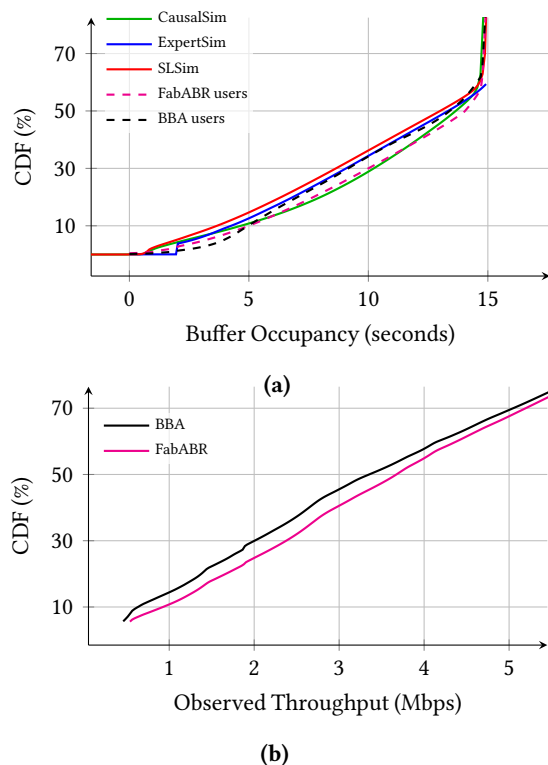 CausalSim
ExpertSim
SLSim
FabABR users
BBA users
70
50
30
10
CDF (%)
0
5
10
15
Buffer Occupancy (seconds)
(a)
BBA
FabABR
70
50
30
10
CDF (%)
1
2
3
4
5
Observed Throughput (Mbps)
(b)